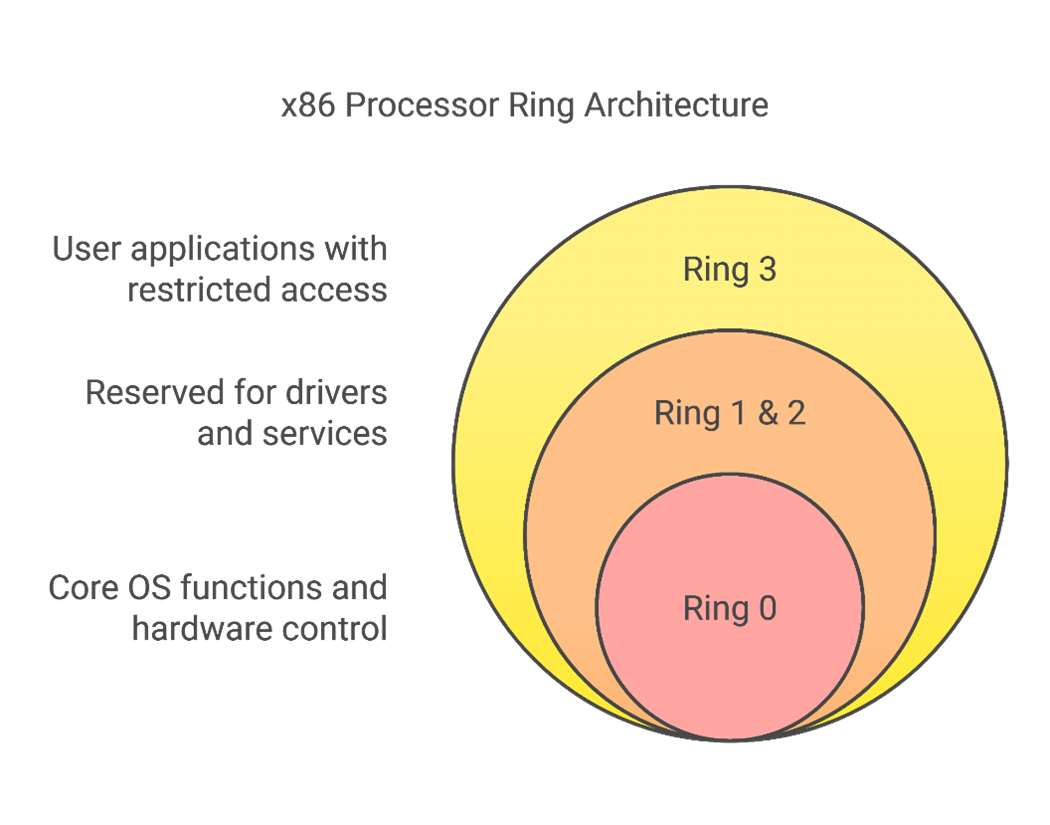 x86 Processor Ring Architecture
User applications with
restricted access
Ring 3
Reserved for drivers
and services
Ring 1 & 2
Core OS functions and
hardware control
Ring 0